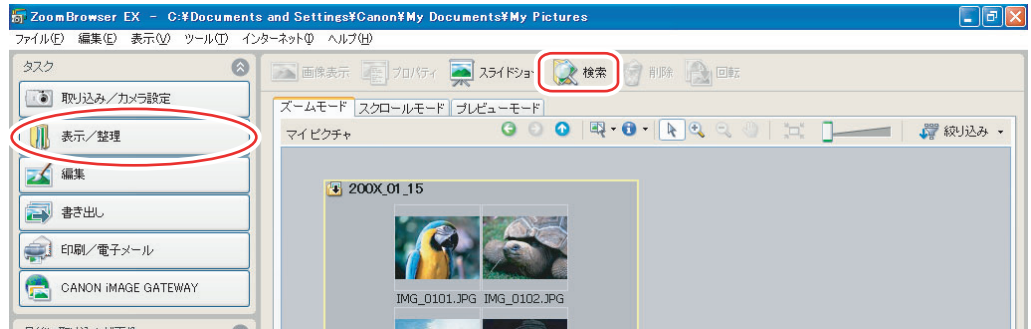 ZoomBrowser EX － C:¥Documents and Settings¥Canon¥My Documents¥My Pictures
ファイル(F) 編集(E) 表示(V) ツール(T) インターネット(I) ヘルプ(H)
タスク
取り込み／カメラ設定
表示／整理
編集
書き出し
印刷／電子メール
CANON iMAGE GATEWAY
画像表示 プロパティ スライドショー 検索 削除 回転
ズームモード スクロールモード プレビューモード
マイ ピクチャ 絞り込み
200X_01_15
IMG_0101.JPG IMG_0102.JPG